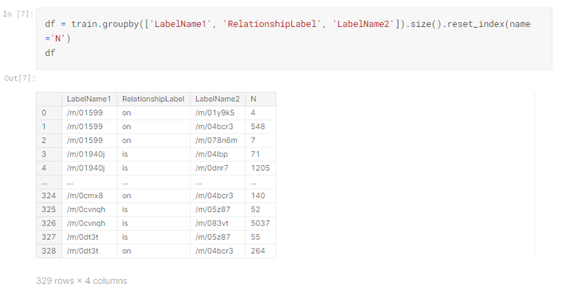 In [7]:
df = train.groupby(['LabelName1', 'RelationshipLabel', 'LabelName2']).size().reset_index(name
='N')
df
Out[7]:
LabelName1 RelationshipLabel LabelName2 N
0 /m/01599 on /m/01y9k5 4
1 /m/01599 on /m/04bcr3 548
2 /m/01599 on /m/078n6m 7
3 /m/01940j is /m/04lbp 71
4 /m/01940j is /m/0dnr7 1205
... ... ... ... ...
324 /m/0cmx8 on /m/04bcr3 140
325 /m/0cvnqh is /m/05z87 52
326 /m/0cvnqh is /m/083vt 5037
327 /m/0dt3t is /m/05z87 55
328 /m/0dt3t on /m/04bcr3 264
329 rows × 4 columns